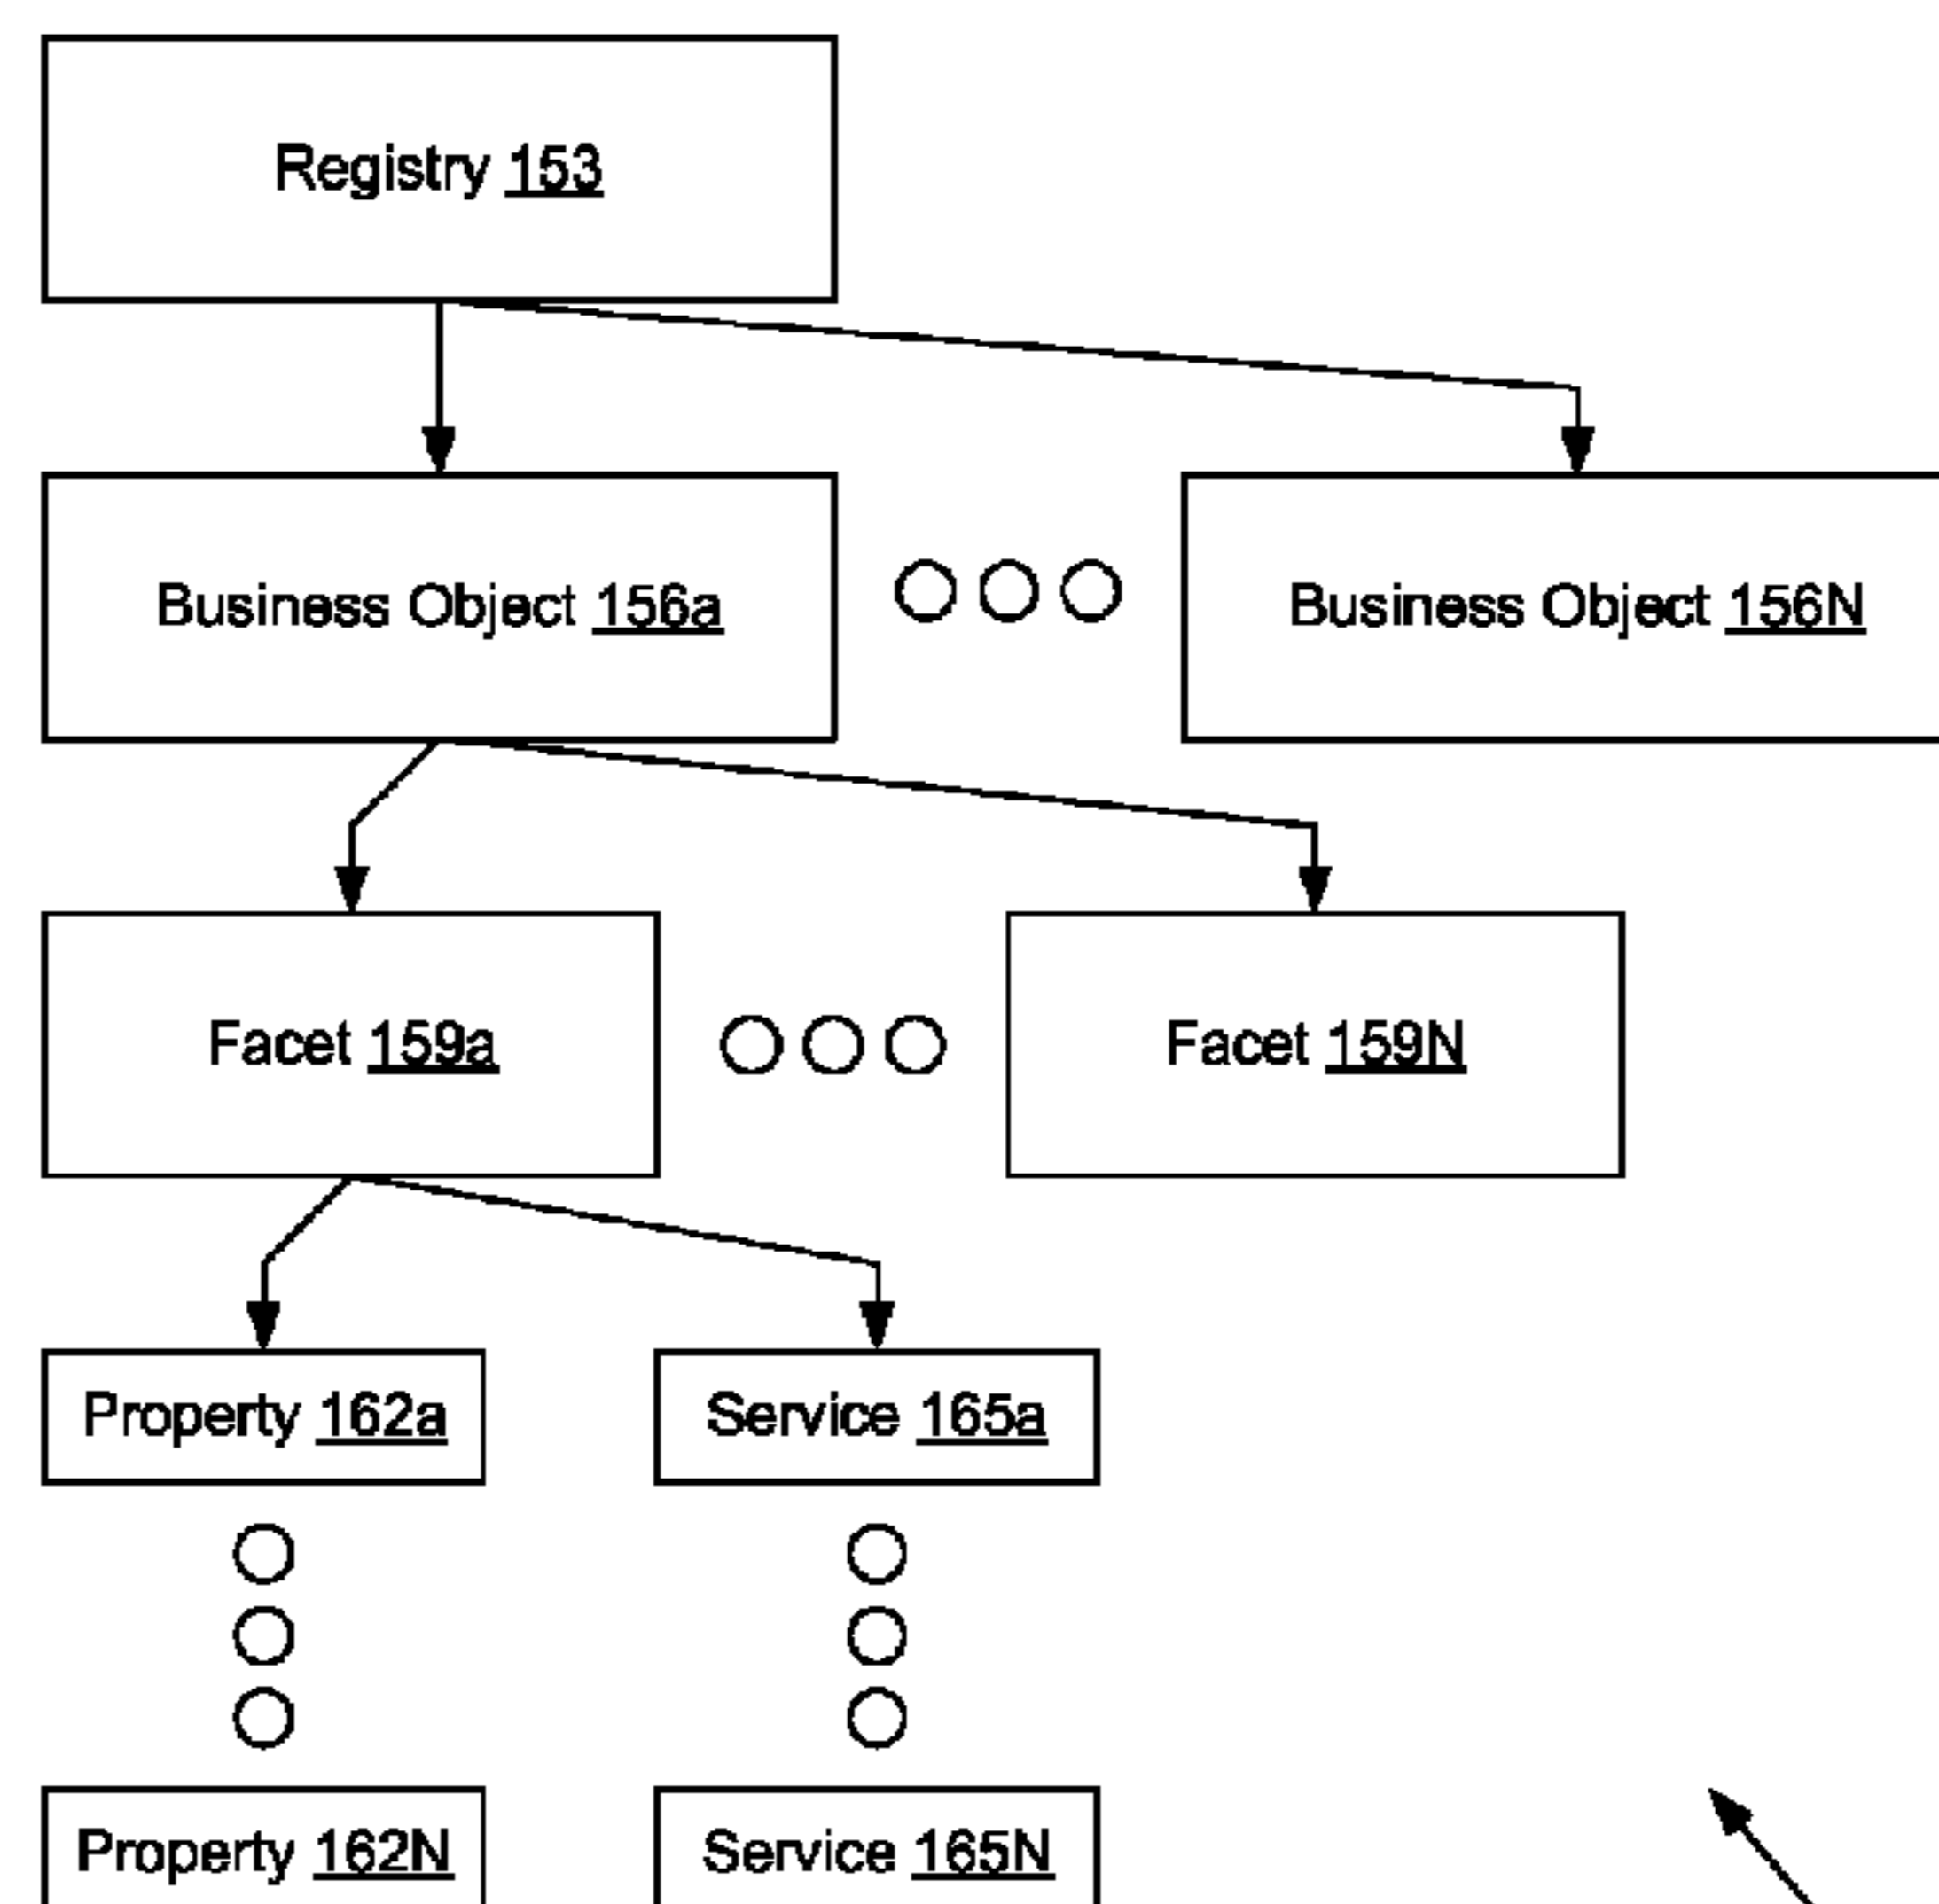 Registry 153
Business Object 156a
Business Object 156N
Facet 159a
Facet 159N
Property 162a
Service 165a
Property 162N
Service 165N